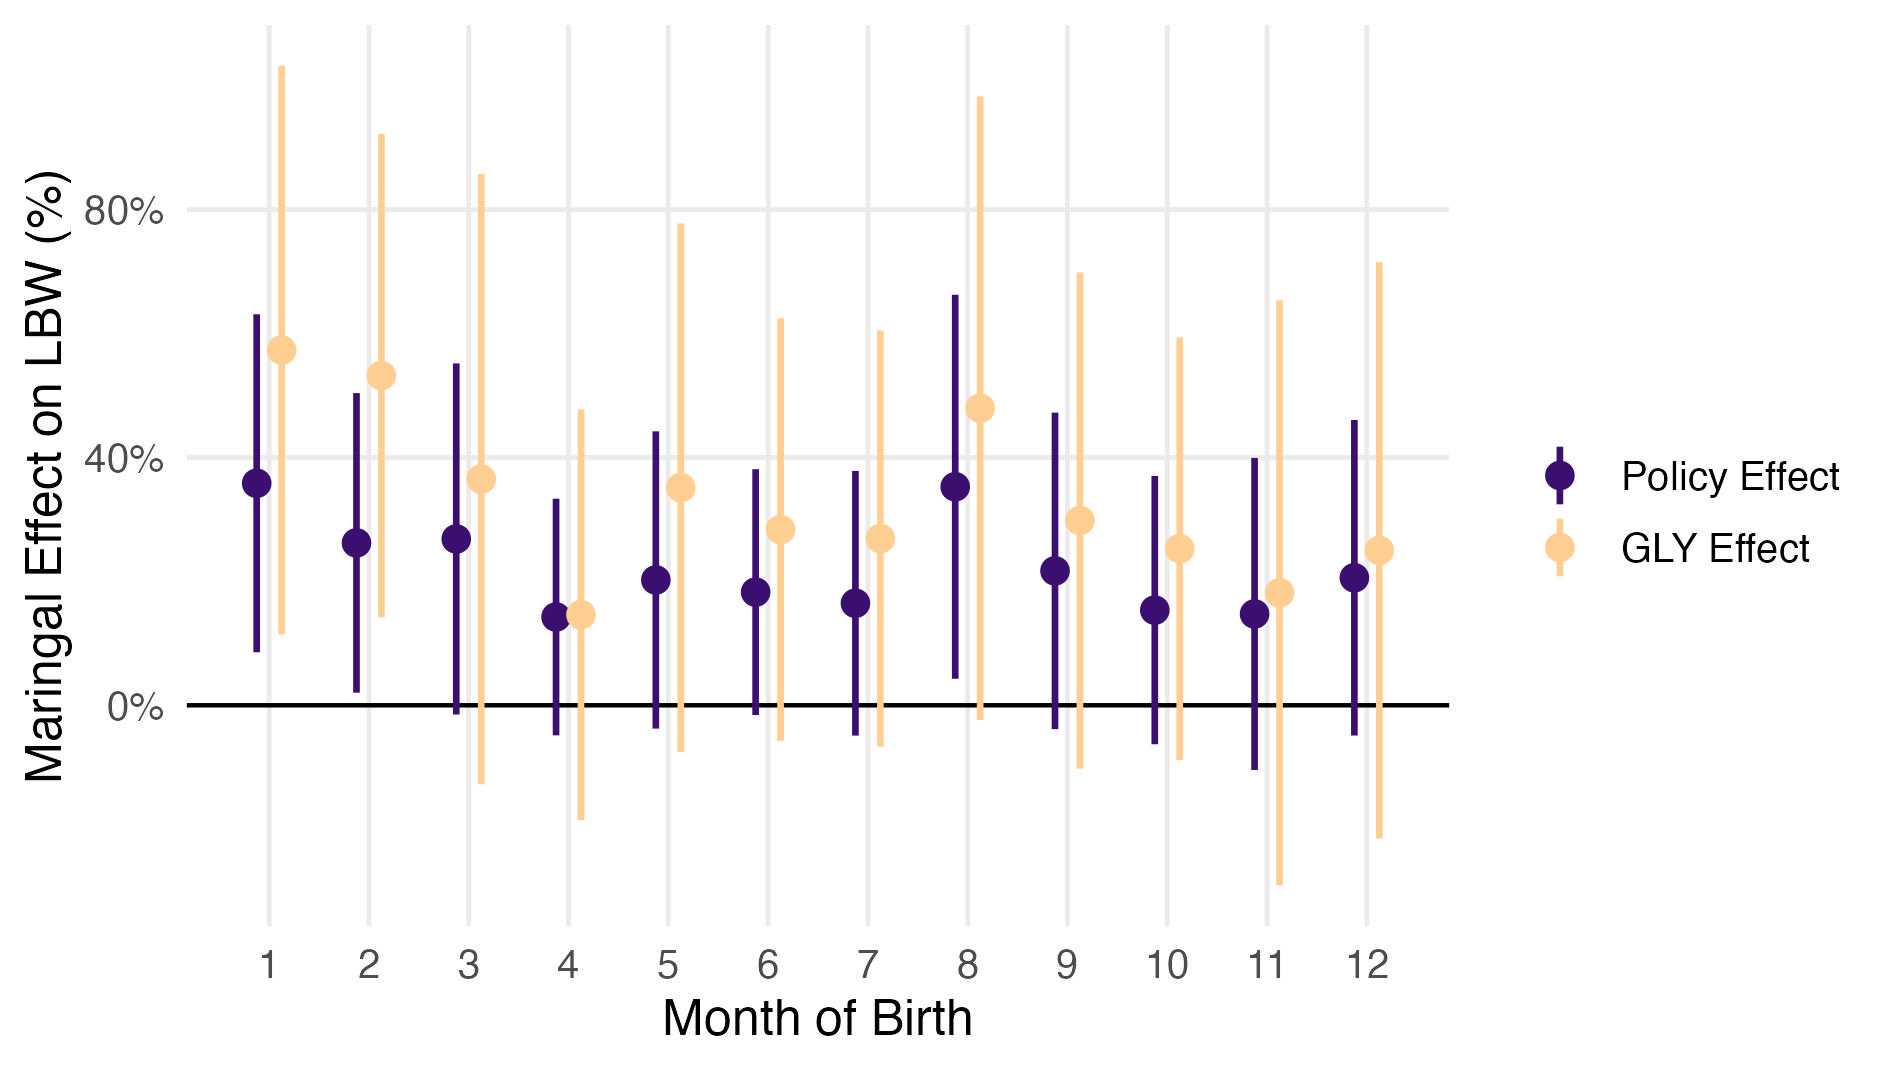 Maringal Effect on LBW (%)
80%
40%
0%
1 2 3 4 5 6 7 8 9 10 11 12
Month of Birth
Policy Effect
GLY Effect